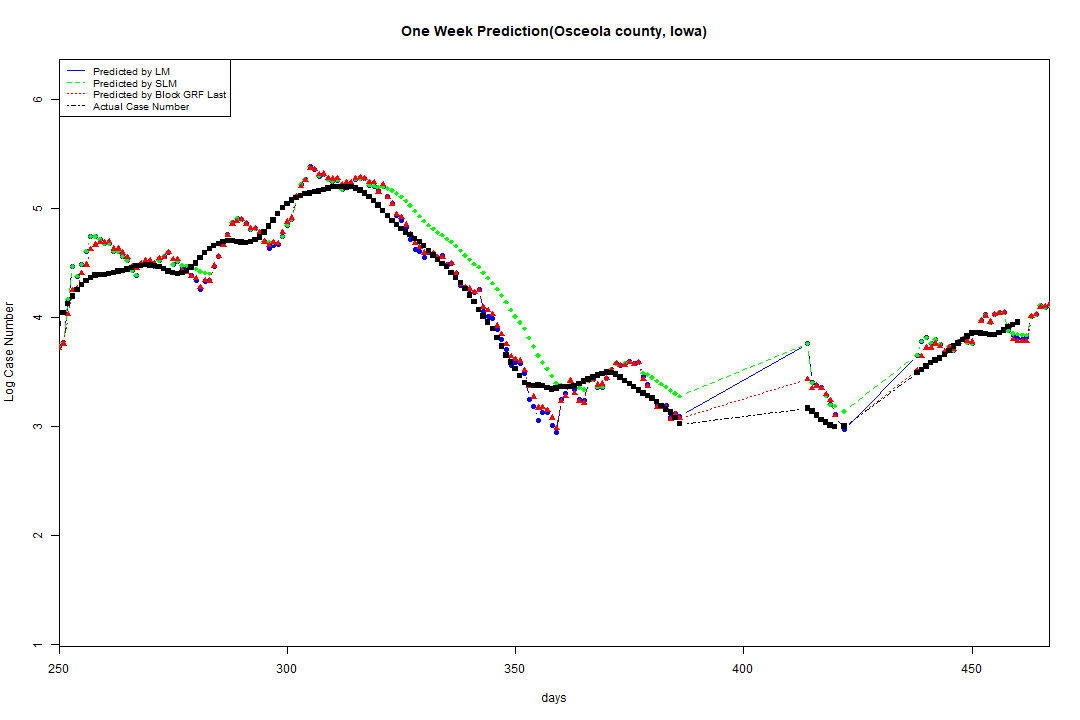 One Week Prediction(Osceola county, Iowa)
Predicted by LM
Predicted by SLM
Predicted by Block GRF Last
Actual Case Number
6
5
4
3
2
1
Log Case Number
250 300 350 400 450
days